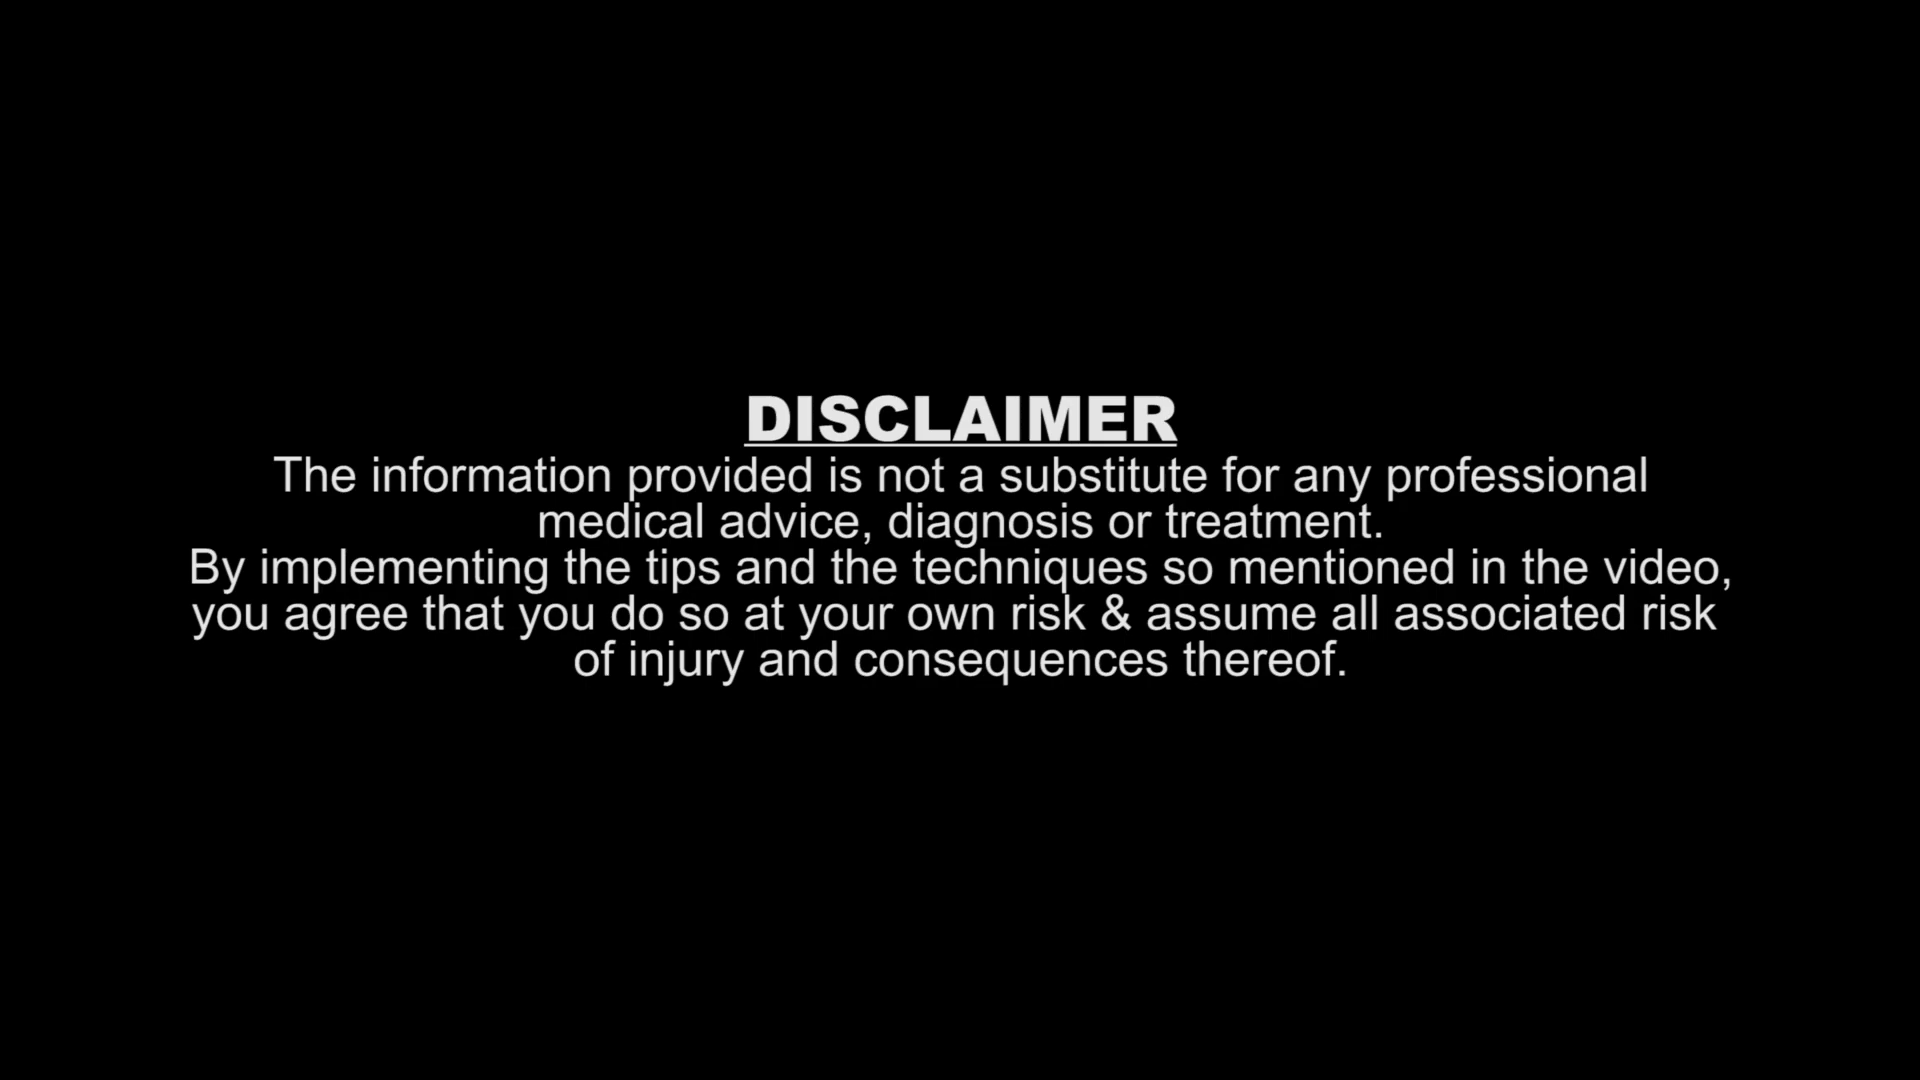 DISCLAIMER
The information provided is not a substitute for any professional
medical advice, diagnosis or treatment.
By implementing the tips and the techniques so mentioned in the video,
you agree that you do so at your own risk & assume all associated risk
of injury and consequences thereof.